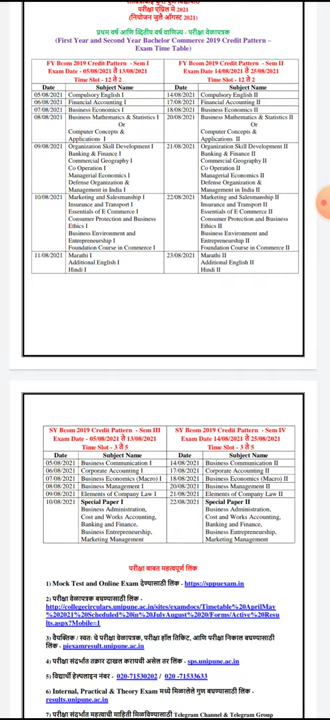 परीक्षा एप्रिल मे 2021
(नियोजन जुलै ऑगस्ट 2021)
प्रथम वर्ष आणि द्वितीय वर्ष वाणिज्य - परीक्षा वेळापत्रक
(First Year and Second Year Bachelor Commerce 2019 Credit Pattern –
Exam Time Table)
FY Bcom 2019 Credit Pattern - Sem I
Exam Date - 05/08/2021 ते 13/08/2021
Time Slot - 12 ते 2
Date Subject Name
05/08/2021 Compulsory English I
06/08/2021 Financial Accounting I
07/08/2021 Business Economics I
08/08/2021 Business Mathematics & Statistics I
Or
Computer Concepts &
Applications I
09/08/2021 Organization Skill Development I
Banking & Finance I
Commercial Geography I
Co Operation I
Managerial Economics I
Defense Organization &
Management in India I
10/08/2021 Marketing and Salesmanship I
Insurance and Transport I
Essentials of E Commerce I
Consumer Protection and Business
Ethics I
Business Environment and
Entrepreneurship I
Foundation Course in Commerce I
11/08/2021 Marathi I
Additional English I
Hindi I
FY Bcom 2019 Credit Pattern - Sem II
Exam Date 14/08/2021 ते 25/08/2021
Time Slot - 12 ते 2
Date Subject Name
14/08/2021 Compulsory English II
17/08/2021 Financial Accounting II
18/08/2021 Business Economics II
20/08/2021 Business Mathematics & Statistics II
Or
Computer Concepts &
Applications II
21/08/2021 Organization Skill Development II
Banking & Finance II
Commercial Geography II
Co Operation II
Managerial Economics II
Defense Organization &
Management in India II
22/08/2021 Marketing and Salesmanship II
Insurance and Transport II
Essentials of E Commerce II
Consumer Protection and Business
Ethics II
Business Environment and
Entrepreneurship II
Foundation Course in Commerce II
23/08/2021 Marathi II
Additional English II
Hindi II
SY Bcom 2019 Credit Pattern - Sem III
Exam Date - 05/08/2021 ते 13/08/2021
Time Slot - 3 ते 5
Date Subject Name
05/08/2021 Business Communication I
06/08/2021 Corporate Accounting I
07/08/2021 Business Economics (Macro) I
08/08/2021 Business Management I
09/08/2021 Elements of Company Law I
10/08/2021 Special Paper I
Business Administration,
Cost and Works Accounting,
Banking and Finance,
Business Entrepreneurship,
Marketing Management
SY Bcom 2019 Credit Pattern - Sem IV
Exam Date 14/08/2021 ते 25/08/2021
Time Slot - 3 ते 5
Date Subject Name
14/08/2021 Business Communication II
17/08/2021 Corporate Accounting II
18/08/2021 Business Economics (Macro) II
20/08/2021 Business Management II
21/08/2021 Elements of Company Law II
22/08/2021 Special Paper II
Business Administration,
Cost and Works Accounting,
Banking and Finance,
Business Entrepreneurship,
Marketing Management
परीक्षा बाबत महत्वपूर्ण लिंक
1) Mock Test and Online Exam देण्यासाठी लिंक - https://sppuexam.in
2) परीक्षा वेळापत्रक बघण्यासाठी लिंक -
http://collegecirculars.unipune.ac.in/sites/examdocs/TimetableApril%20May
%202021%20Scheduled%20in%20JulyAugust%2020/Forms/Active%20Resu
lts.aspx?Mobile=1
3) वैयक्तिक / स्वतः चे परीक्षा वेळापत्रक, परीक्षा हॉल तिकिट, आणि परीक्षा निकाल बघण्यासाठी
लिंक - piexamresult.unipune.ac.in
4) परीक्षा संदर्भात तक्रार दाखल करायची असेल तर लिंक - sps.unipune.ac.in
5) विद्यार्थी हेल्पलाइन नंबर - 020-71530202 / 020 -71533633
6) Internal, Practical & Theory Exam मध्ये मिळालेले गुण बघण्यासाठी लिंक -
results.unipune.ac.in
7) परीक्षा संदर्भात महत्वाची माहिती मिळविण्यासाठी Telegram Channel & Telegram Group